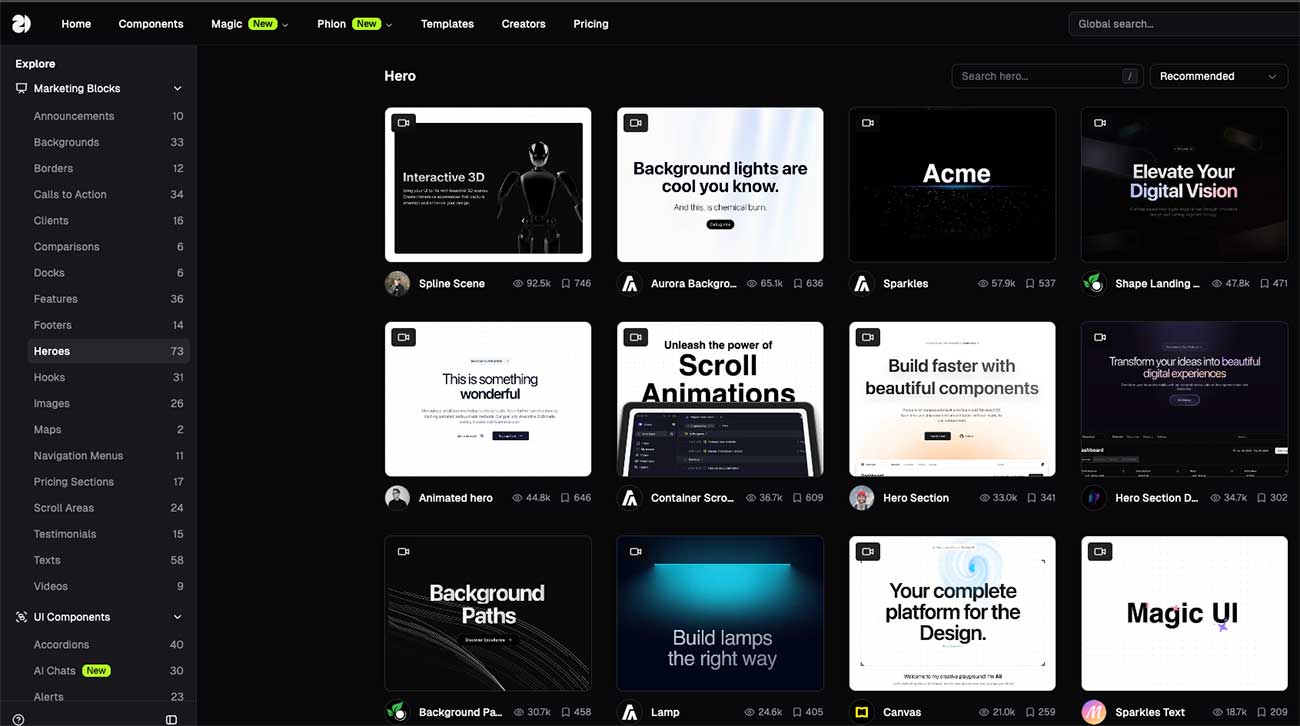 Home Components Magic New Phion New Templates Creators Pricing Global search...
Explore
Marketing Blocks
Announcements 10
Backgrounds 33
Borders 12
Calls to Action 34
Clients 16
Comparisons 6
Docks 6
Features 36
Footers 14
Heroes 73
Hooks 31
Images 26
Maps 2
Navigation Menus 11
Pricing Sections 17
Scroll Areas 24
Testimonials 15
Texts 58
Videos 9
UI Components
Accordions 40
AI Chats New 30
Alerts 23
Hero Search hero... / Recommended
Interactive 3D
Background lights are
cool you know.
And this, is chemical burn.
Acme
Elevate Your
Digital Vision
Spline Scene 92.5k 746
Aurora Backgro... 65.1k 636
Sparkles 57.9k 537
Shape Landing ... 47.8k 471
This is something
wonderful
Unleash the power of
Scroll
Animations
Build faster with
beautiful components
Transform your ideas into beautiful
digital experiences
Animated hero 44.8k 646
Container Scro... 36.7k 609
Hero Section 33.0k 341
Hero Section D... 34.7k 302
Background
Paths
Discover Excellence
Build lamps
the right way
Your complete
platform for the
Design.
Welcome to my creative playground! I'm Ali
Magic UI
Background Pa... 30.7k 458
Lamp 24.6k 405
Canvas 21.0k 259
Sparkles Text 18.7k 209